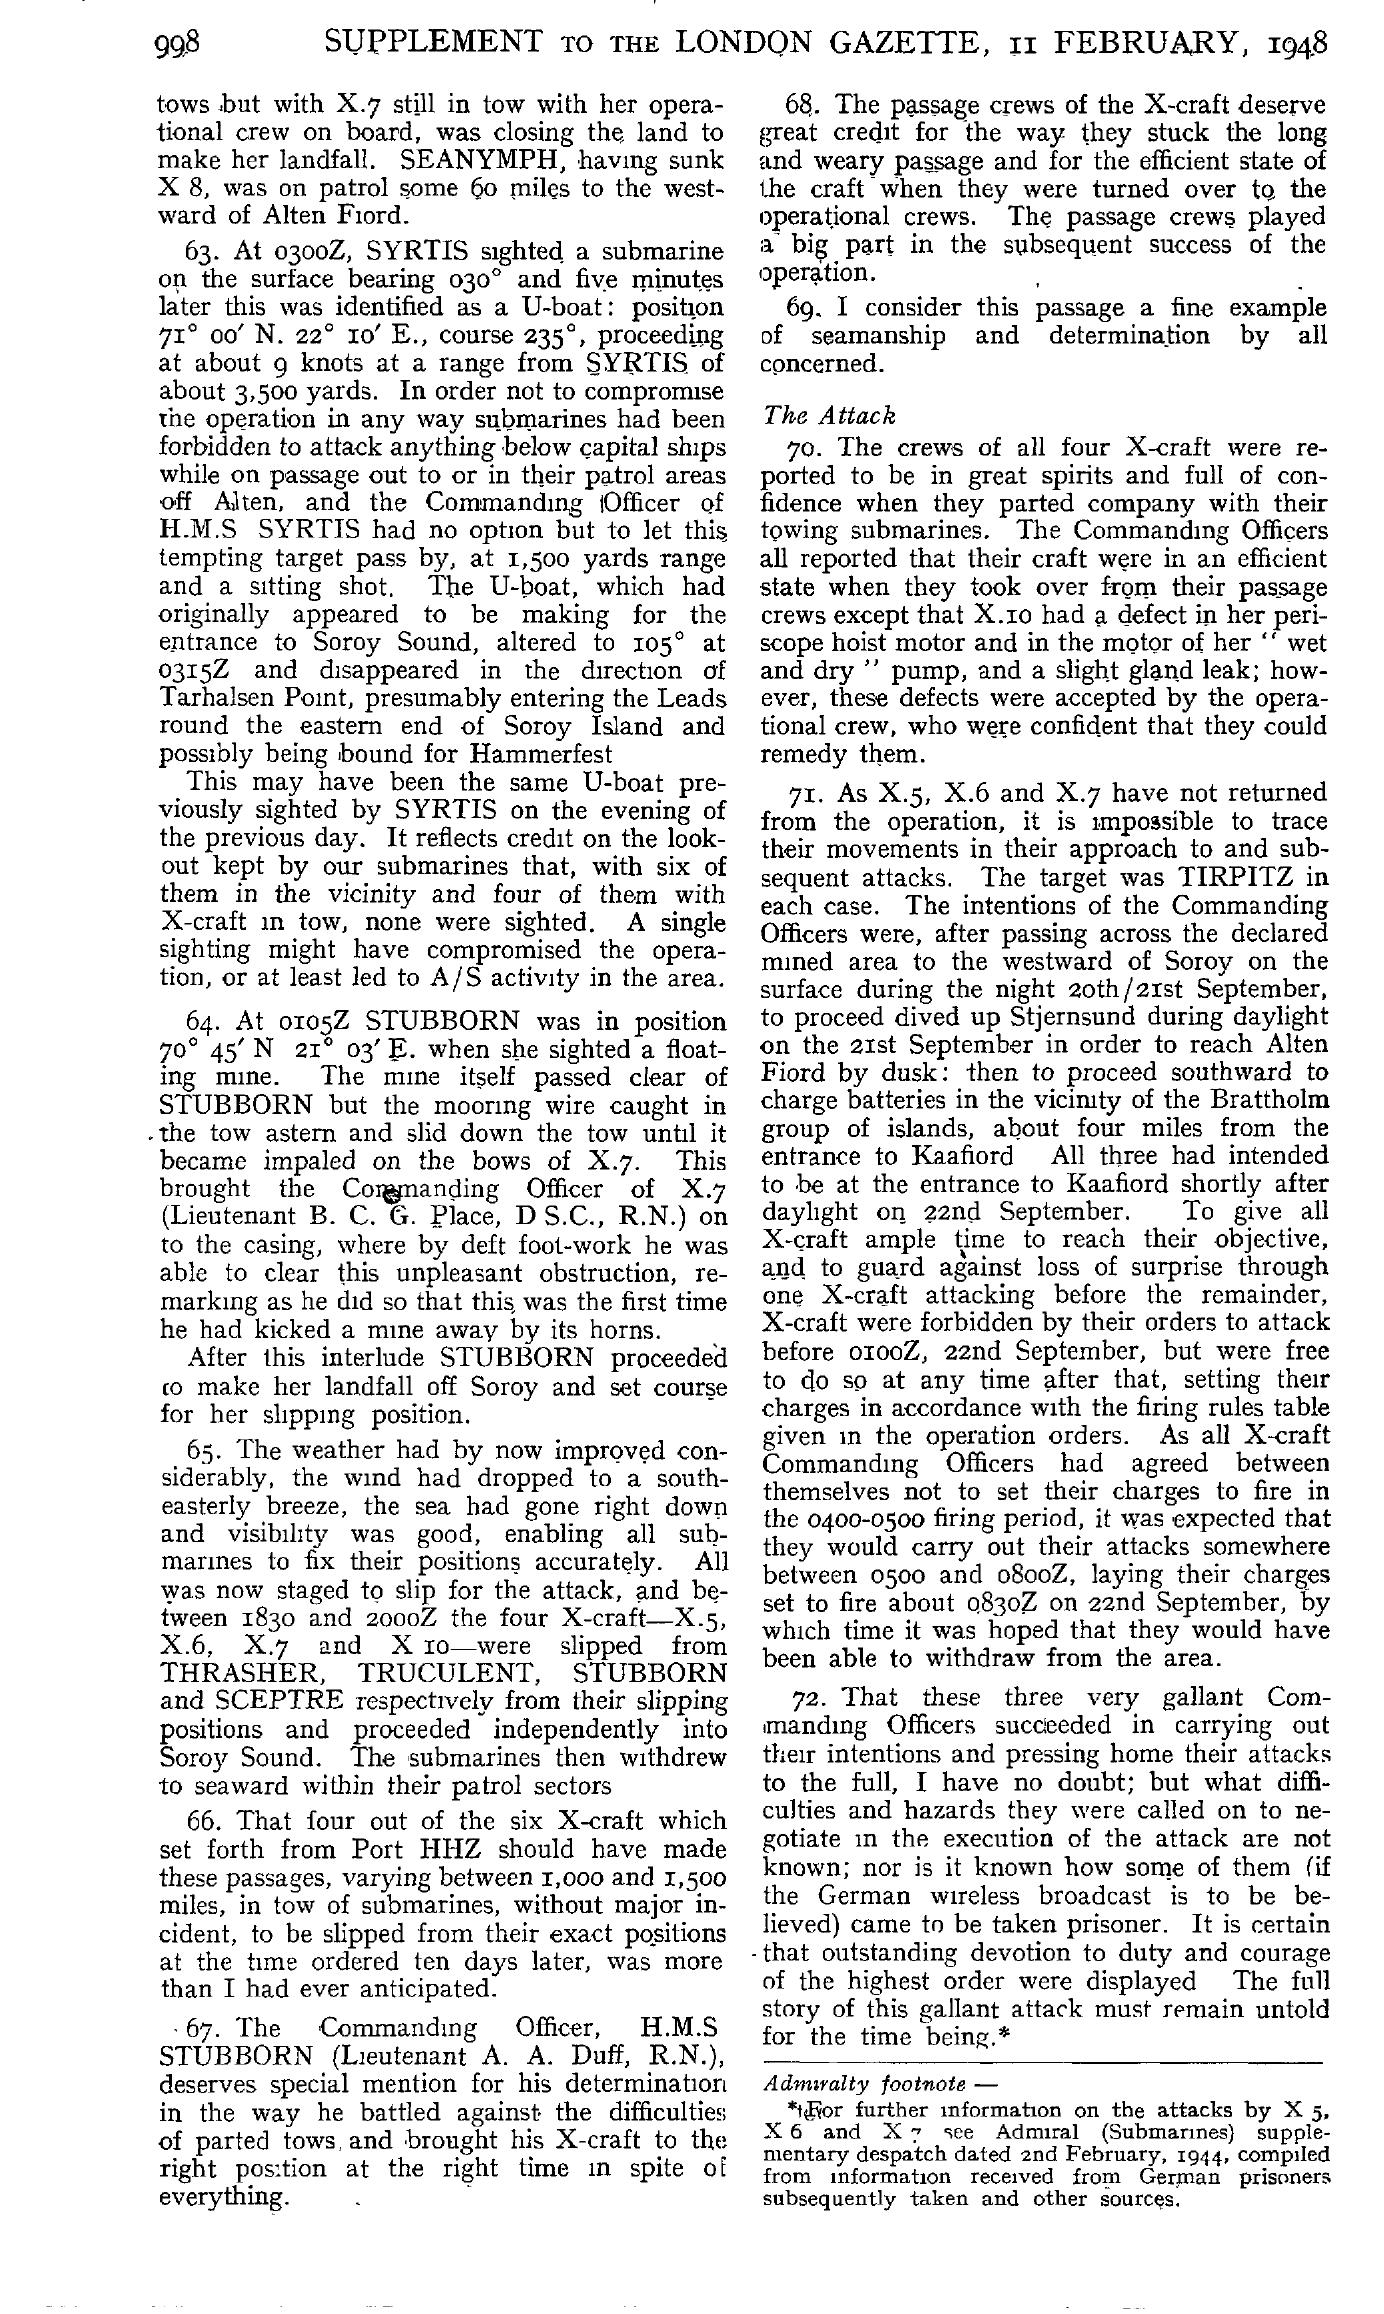 998 SUPPLEMENT TO THE LONDON GAZETTE, 11 FEBRUARY, 1948
tows but with X.7 still in tow with her opera-
tional crew on board, was closing the land to
make her landfall. SEANYMPH, having sunk
X 8, was on patrol some 60 miles to the west-
ward of Alten Fiord.
63. At 0300Z, SYRTIS sighted a submarine
on the surface bearing 030° and five minutes
later this was identified as a U-boat: position
71° 00′ N. 22° 10′ E., course 235°, proceeding
at about 9 knots at a range from SYRTIS of
about 3,500 yards. In order not to compromise
the operation in any way submarines had been
forbidden to attack anything below capital ships
while on passage out to or in their patrol areas
off Alten, and the Commanding Officer of
H.M.S SYRTIS had no option but to let this
tempting target pass by, at 1,500 yards range
and a sitting shot. The U-boat, which had
originally appeared to be making for the
entrance to Soroy Sound, altered to 105° at
0315Z and disappeared in the direction of
Tarhalsen Point, presumably entering the Leads
round the eastern end of Soroy Island and
possibly being bound for Hammerfest
This may have been the same U-boat pre-
viously sighted by SYRTIS on the evening of
the previous day. It reflects credit on the look-
out kept by our submarines that, with six of
them in the vicinity and four of them with
X-craft in tow, none were sighted. A single
sighting might have compromised the opera-
tion, or at least led to A/S activity in the area.
64. At 0105Z STUBBORN was in position
70° 45′ N 21° 03′ E. when she sighted a float-
ing mine. The mine itself passed clear of
STUBBORN but the mooring wire caught in
the tow astern and slid down the tow until it
became impaled on the bows of X.7. This
brought the Commanding Officer of X.7
(Lieutenant B. C. G. Place, D S.C., R.N.) on
to the casing, where by deft foot-work he was
able to clear this unpleasant obstruction, re-
marking as he did so that this was the first time
he had kicked a mine away by its horns.
After this interlude STUBBORN proceeded
to make her landfall off Soroy and set course
for her slipping position.
65. The weather had by now improved con-
siderably, the wind had dropped to a south-
easterly breeze, the sea had gone right down
and visibility was good, enabling all sub-
marines to fix their positions accurately. All
was now staged to slip for the attack, and be-
tween 1830 and 2000Z the four X-craft—X.5,
X.6, X.7 and X 10—were slipped from
THRASHER, TRUCULENT, STUBBORN
and SCEPTRE respectively from their slipping
positions and proceeded independently into
Soroy Sound. The submarines then withdrew
to seaward within their patrol sectors
66. That four out of the six X-craft which
set forth from Port HHZ should have made
these passages, varying between 1,000 and 1,500
miles, in tow of submarines, without major in-
cident, to be slipped from their exact positions
at the time ordered ten days later, was more
than I had ever anticipated.
67. The Commanding Officer, H.M.S
STUBBORN (Lieutenant A. A. Duff, R.N.),
deserves special mention for his determination
in the way he battled against the difficulties
of parted tows, and brought his X-craft to the
right position at the right time in spite of
everything.
68. The passage crews of the X-craft deserve
great credit for the way they stuck the long
and weary passage and for the efficient state of
the craft when they were turned over to the
operational crews. The passage crews played
a big part in the subsequent success of the
operation.
69. I consider this passage a fine example
of seamanship and determination by all
concerned.
The Attack
70. The crews of all four X-craft were re-
ported to be in great spirits and full of con-
fidence when they parted company with their
towing submarines. The Commanding Officers
all reported that their craft were in an efficient
state when they took over from their passage
crews except that X.10 had a defect in her peri-
scope hoist motor and in the motor of her " wet
and dry " pump, and a slight gland leak; how-
ever, these defects were accepted by the opera-
tional crew, who were confident that they could
remedy them.
71. As X.5, X.6 and X.7 have not returned
from the operation, it is impossible to trace
their movements in their approach to and sub-
sequent attacks. The target was TIRPITZ in
each case. The intentions of the Commanding
Officers were, after passing across the declared
mined area to the westward of Soroy on the
surface during the night 20th/21st September,
to proceed dived up Stjernsund during daylight
on the 21st September in order to reach Alten
Fiord by dusk: then to proceed southward to
charge batteries in the vicinity of the Brattholm
group of islands, about four miles from the
entrance to Kaafiord All three had intended
to be at the entrance to Kaafiord shortly after
daylight on 22nd September. To give all
X-craft ample time to reach their objective,
and to guard against loss of surprise through
one X-craft attacking before the remainder,
X-craft were forbidden by their orders to attack
before 0100Z, 22nd September, but were free
to do so at any time after that, setting their
charges in accordance with the firing rules table
given in the operation orders. As all X-craft
Commanding Officers had agreed between
themselves not to set their charges to fire in
the 0400-0500 firing period, it was expected that
they would carry out their attacks somewhere
between 0500 and 0800Z, laying their charges
set to fire about 0830Z on 22nd September, by
which time it was hoped that they would have
been able to withdraw from the area.
72. That these three very gallant Com-
manding Officers succeeded in carrying out
their intentions and pressing home their attacks
to the full, I have no doubt; but what diffi-
culties and hazards they were called on to ne-
gotiate in the execution of the attack are not
known; nor is it known how some of them (if
the German wireless broadcast is to be be-
lieved) came to be taken prisoner. It is certain
that outstanding devotion to duty and courage
of the highest order were displayed The full
story of this gallant attack must remain untold
for the time being.*
Admiralty footnote —
*For further information on the attacks by X 5,
X 6 and X 7 see Admiral (Submarines) supple-
mentary despatch dated 2nd February, 1944, compiled
from information received from German prisoners
subsequently taken and other sources.